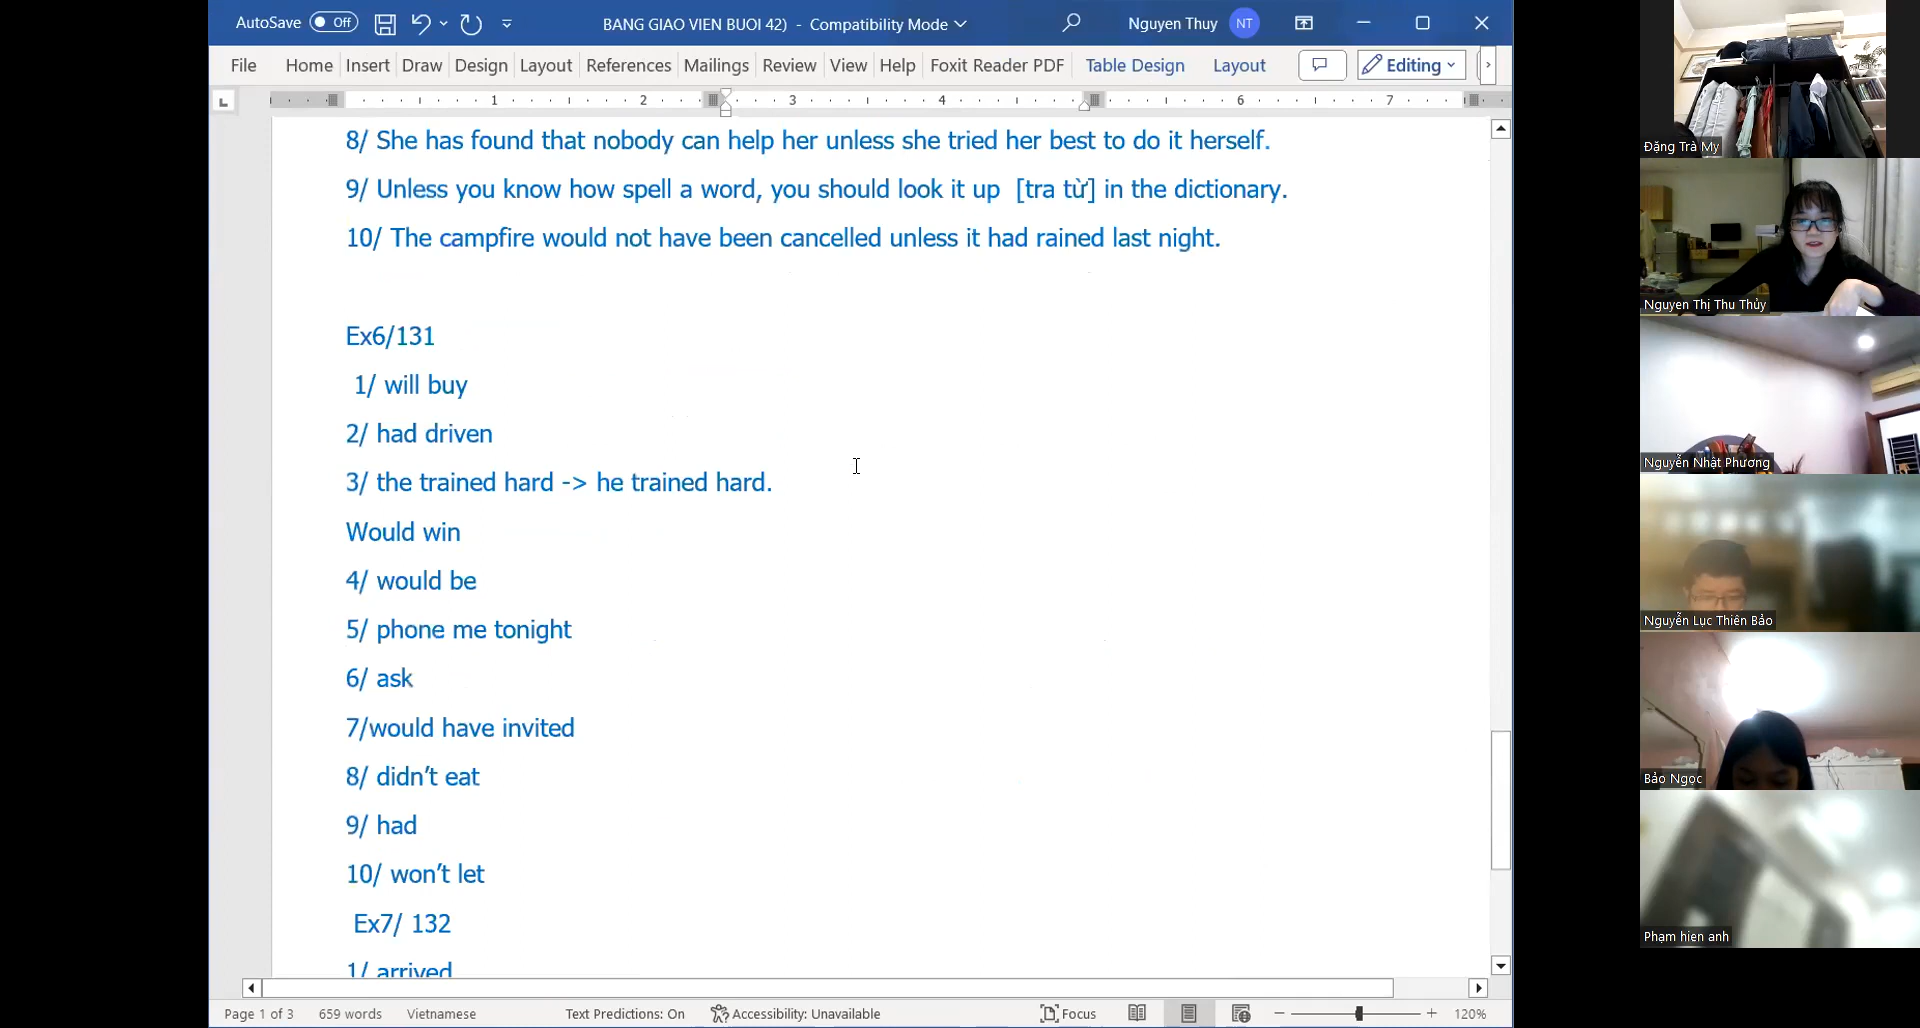 AutoSave Off BANG GIAO VIEN BUOI 42) - Compatibility Mode Nguyen Thuy NT
File Home Insert Draw Design Layout References Mailings Review View Help Foxit Reader PDF Table Design Layout Editing
1 2 3 4 6 7
8/ She has found that nobody can help her unless she tried her best to do it herself.
9/ Unless you know how spell a word, you should look it up [tra từ] in the dictionary.
10/ The campfire would not have been cancelled unless it had rained last night.
Ex6/131
1/ will buy
2/ had driven
3/ the trained hard -> he trained hard.
Would win
4/ would be
5/ phone me tonight
6/ ask
7/would have invited
8/ didn’t eat
9/ had
10/ won’t let
Ex7/ 132
1/ arrived
Page 1 of 3 659 words Vietnamese Text Predictions: On Accessibility: Unavailable Focus 120%
Đặng Trà My
Nguyen Thị Thu Thủy
Nguyễn Nhật Phương
Nguyễn Lục Thiên Bảo
Bảo Ngọc
Phạm hien anh